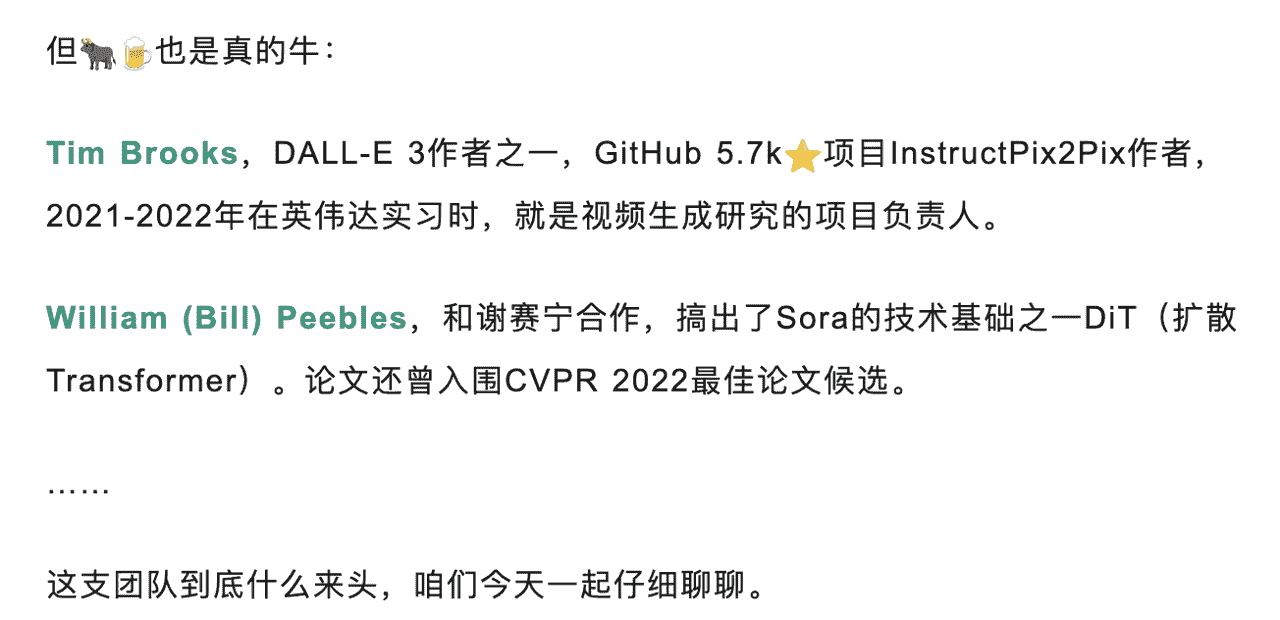 但🐃🍺也是真的牛：
Tim Brooks，DALL-E 3作者之一，GitHub 5.7k⭐项目InstructPix2Pix作者，
2021-2022年在英伟达实习时，就是视频生成研究的项目负责人。
William (Bill) Peebles，和谢赛宁合作，搞出了Sora的技术基础之一DiT（扩散
Transformer）。论文还曾入围CVPR 2022最佳论文候选。
……
这支团队到底什么来头，咱们今天一起仔细聊聊。